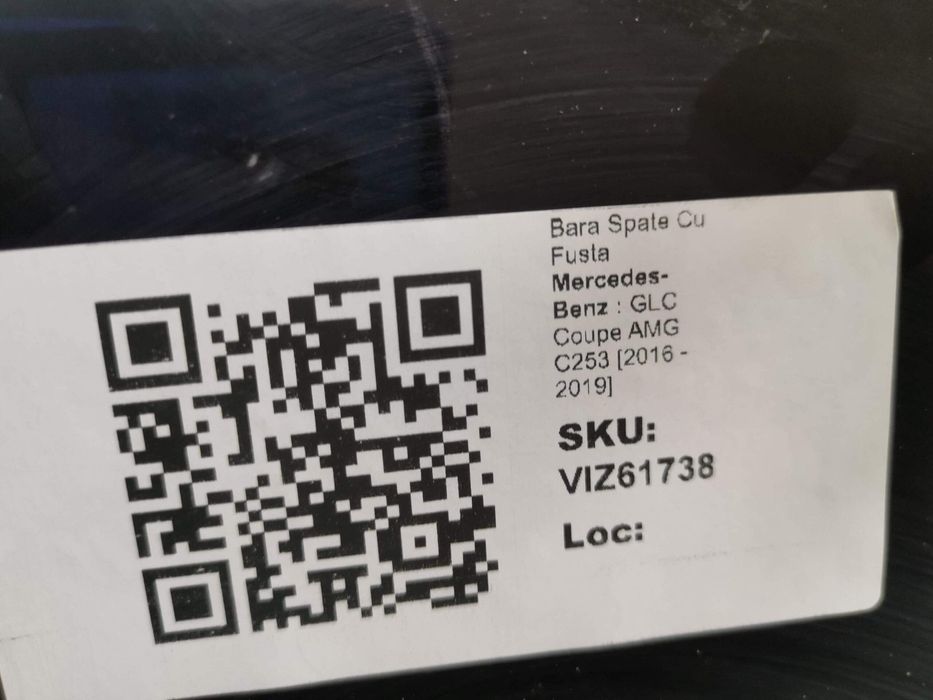 Bara Spate Cu
Fusta
Mercedes-
Benz : GLC
Coupe AMG
C253 [2016 -
2019]
SKU:
VIZ61738
Loc: